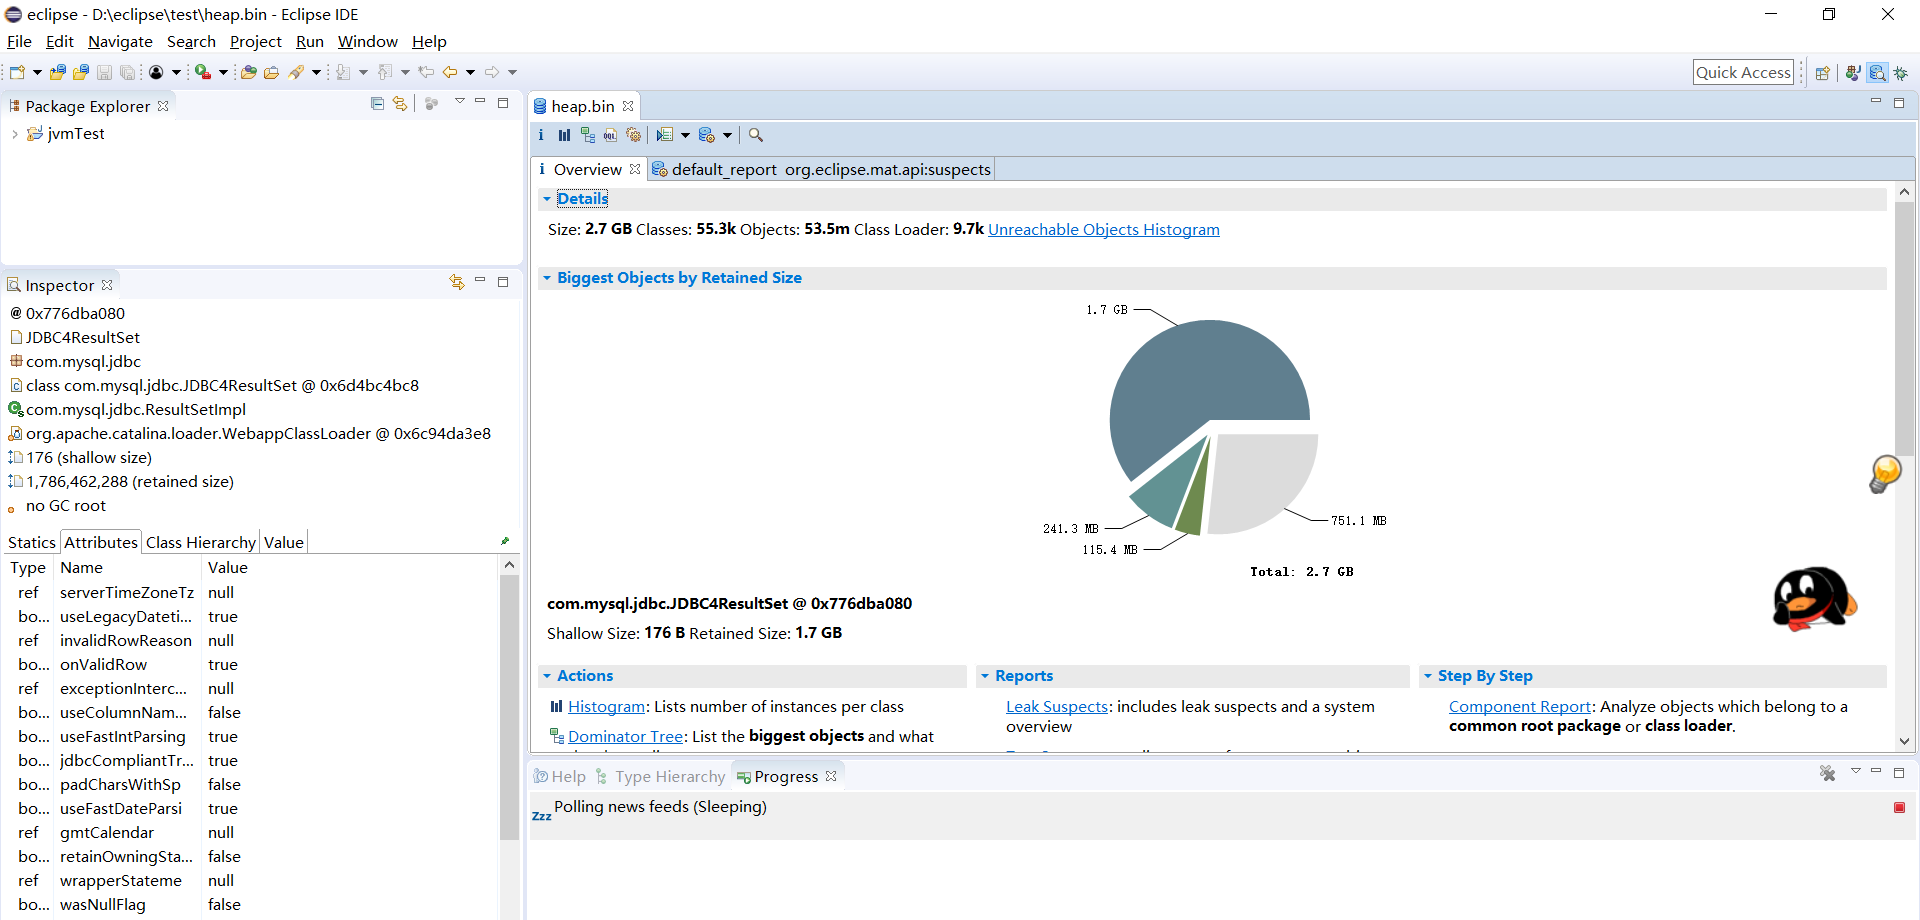 eclipse - D:\eclipse\test\heap.bin - Eclipse IDE
File Edit Navigate Search Project Run Window Help
Quick Access
Package Explorer
jvmTest
Inspector
@ 0x776dba080
JDBC4ResultSet
com.mysql.jdbc
class com.mysql.jdbc.JDBC4ResultSet @ 0x6d4bc4bc8
com.mysql.jdbc.ResultSetImpl
org.apache.catalina.loader.WebappClassLoader @ 0x6c94da3e8
176 (shallow size)
1,786,462,288 (retained size)
no GC root
Statics Attributes Class Hierarchy Value
Type Name Value
ref serverTimeZoneTz null
bo... useLegacyDateti... true
ref invalidRowReason null
bo... onValidRow true
ref exceptionInterc... null
bo... useColumnNam... false
bo... useFastIntParsing true
bo... jdbcCompliantTr... true
bo... padCharsWithSp false
bo... useFastDateParsi true
ref gmtCalendar null
bo... retainOwningSta... false
ref wrapperStateme null
bo... wasNullFlag false
heap.bin
i OQL
i Overview default_report org.eclipse.mat.api:suspects
Details
Size: 2.7 GB Classes: 55.3k Objects: 53.5m Class Loader: 9.7k Unreachable Objects Histogram
Biggest Objects by Retained Size
1.7 GB
241.3 MB
115.4 MB
751.1 MB
Total: 2.7 GB
com.mysql.jdbc.JDBC4ResultSet @ 0x776dba080
Shallow Size: 176 B Retained Size: 1.7 GB
Actions
Histogram: Lists number of instances per class
Dominator Tree: List the biggest objects and what
Reports
Leak Suspects: includes leak suspects and a system
overview
Step By Step
Component Report: Analyze objects which belong to a
common root package or class loader.
Help Type Hierarchy Progress
Zzz Polling news feeds (Sleeping)